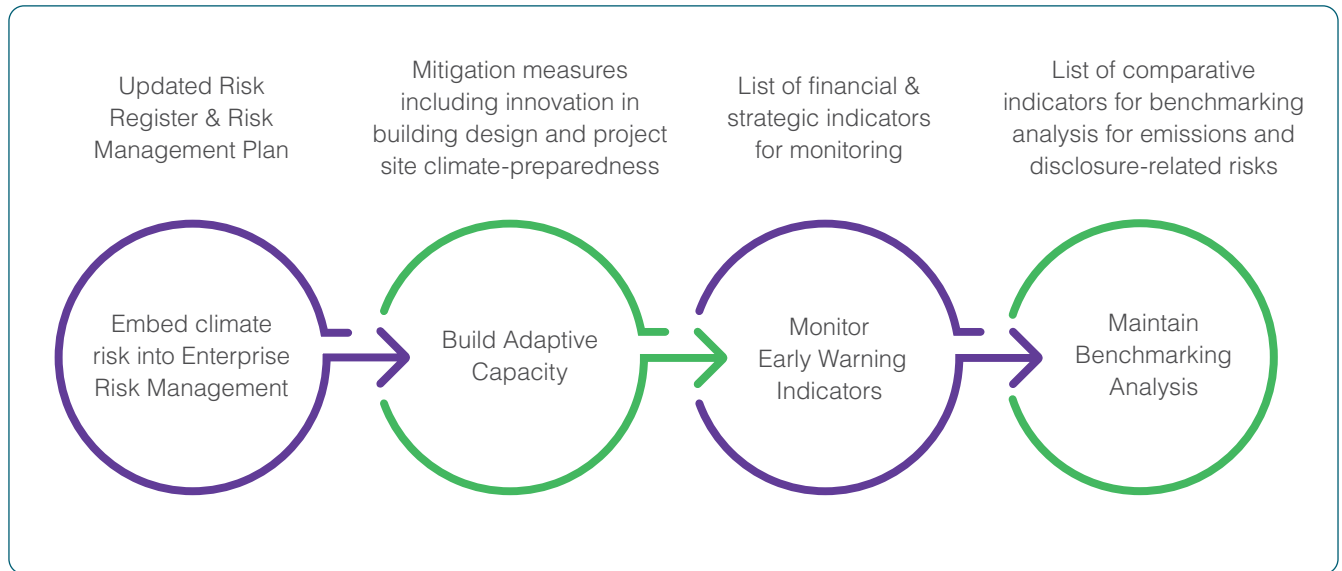 Updated Risk
Register & Risk
Management Plan
Mitigation measures
including innovation in
building design and project
site climate-preparedness
List of financial &
strategic indicators
for monitoring
List of comparative
indicators for benchmarking
analysis for emissions and
disclosure-related risks
Embed climate
risk into Enterprise
Risk Management
Build Adaptive
Capacity
Monitor
Early Warning
Indicators
Maintain
Benchmarking
Analysis